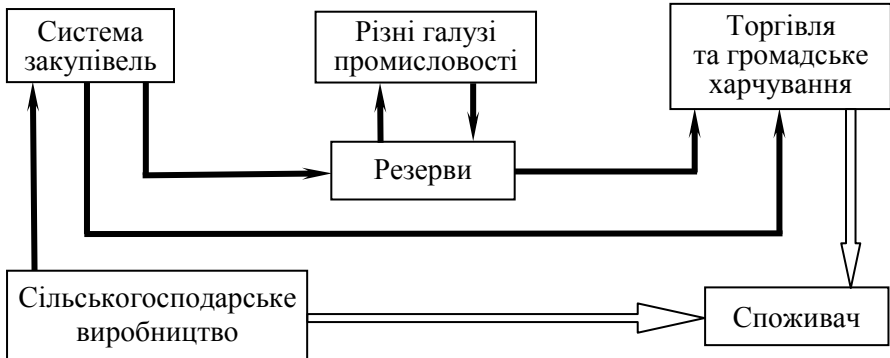 Система
закупівель
Різні галузі
промисловості
Торгівля
та громадське
харчування
Резерви
Сільськогосподарське
виробництво
Споживач